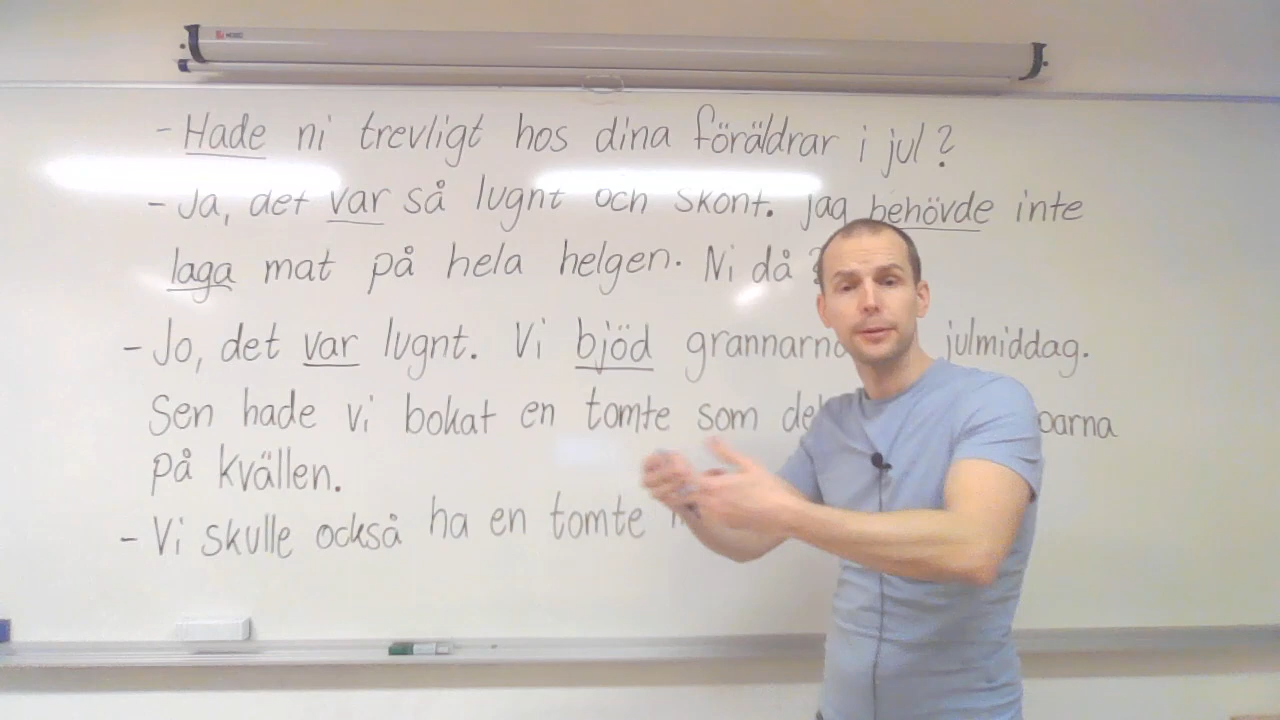 - Hade ni trevligt hos dina föräldrar i jul?
- Ja, det var så lugnt och skönt. jag behövde inte
laga mat på hela helgen. Ni då ?
- Jo, det var lugnt. Vi bjöd grannarna julmiddag.
Sen hade vi bokat en tomte som
på kvällen.
- Vi skulle också ha en tomte